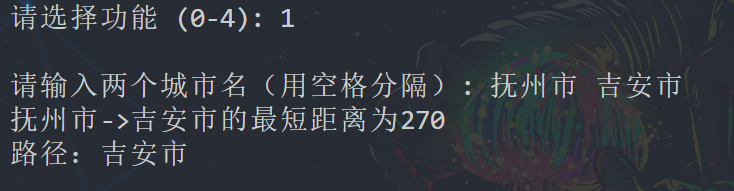 请选择功能 (0-4): 1
请输入两个城市名（用空格分隔）: 抚州市 吉安市
抚州市->吉安市的最短距离为270
路径: 吉安市